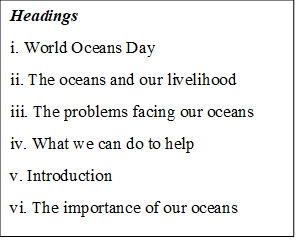 Headings
i. World Oceans Day
ii. The oceans and our livelihood
iii. The problems facing our oceans
iv. What we can do to help
v. Introduction
vi. The importance of our oceans